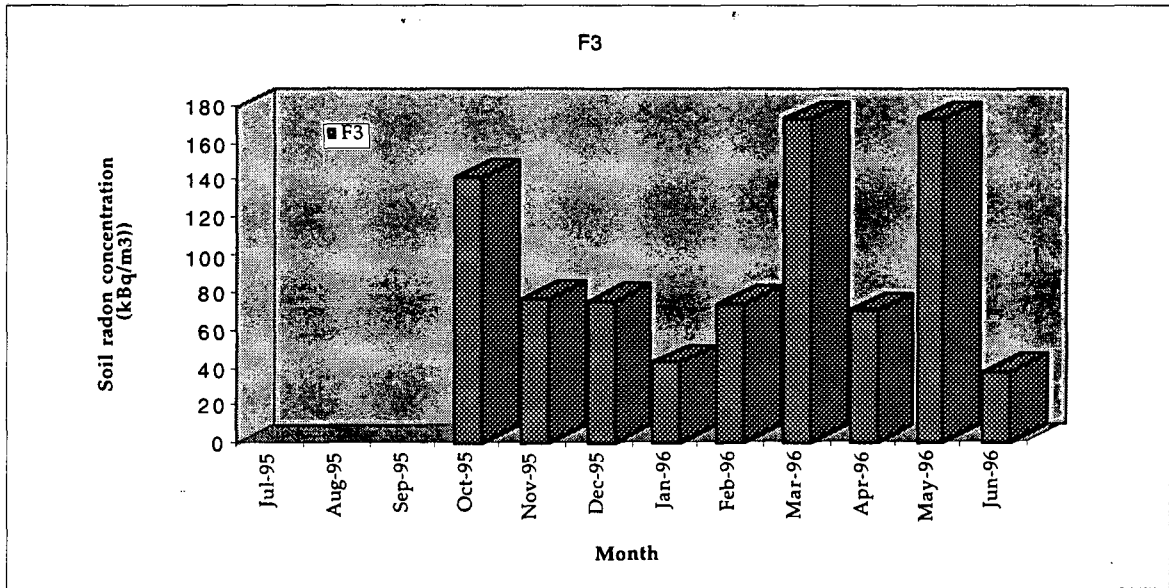 F3
Soil radon concentration
(kBq/m3))
180
160
140
120
100
80
60
40
20
0
F3
Jul-95
Aug-95
Sep-95
Oct-95
Nov-95
Dec-95
Jan-96
Feb-96
Mar-96
Apr-96
May-96
Jun-96
Month